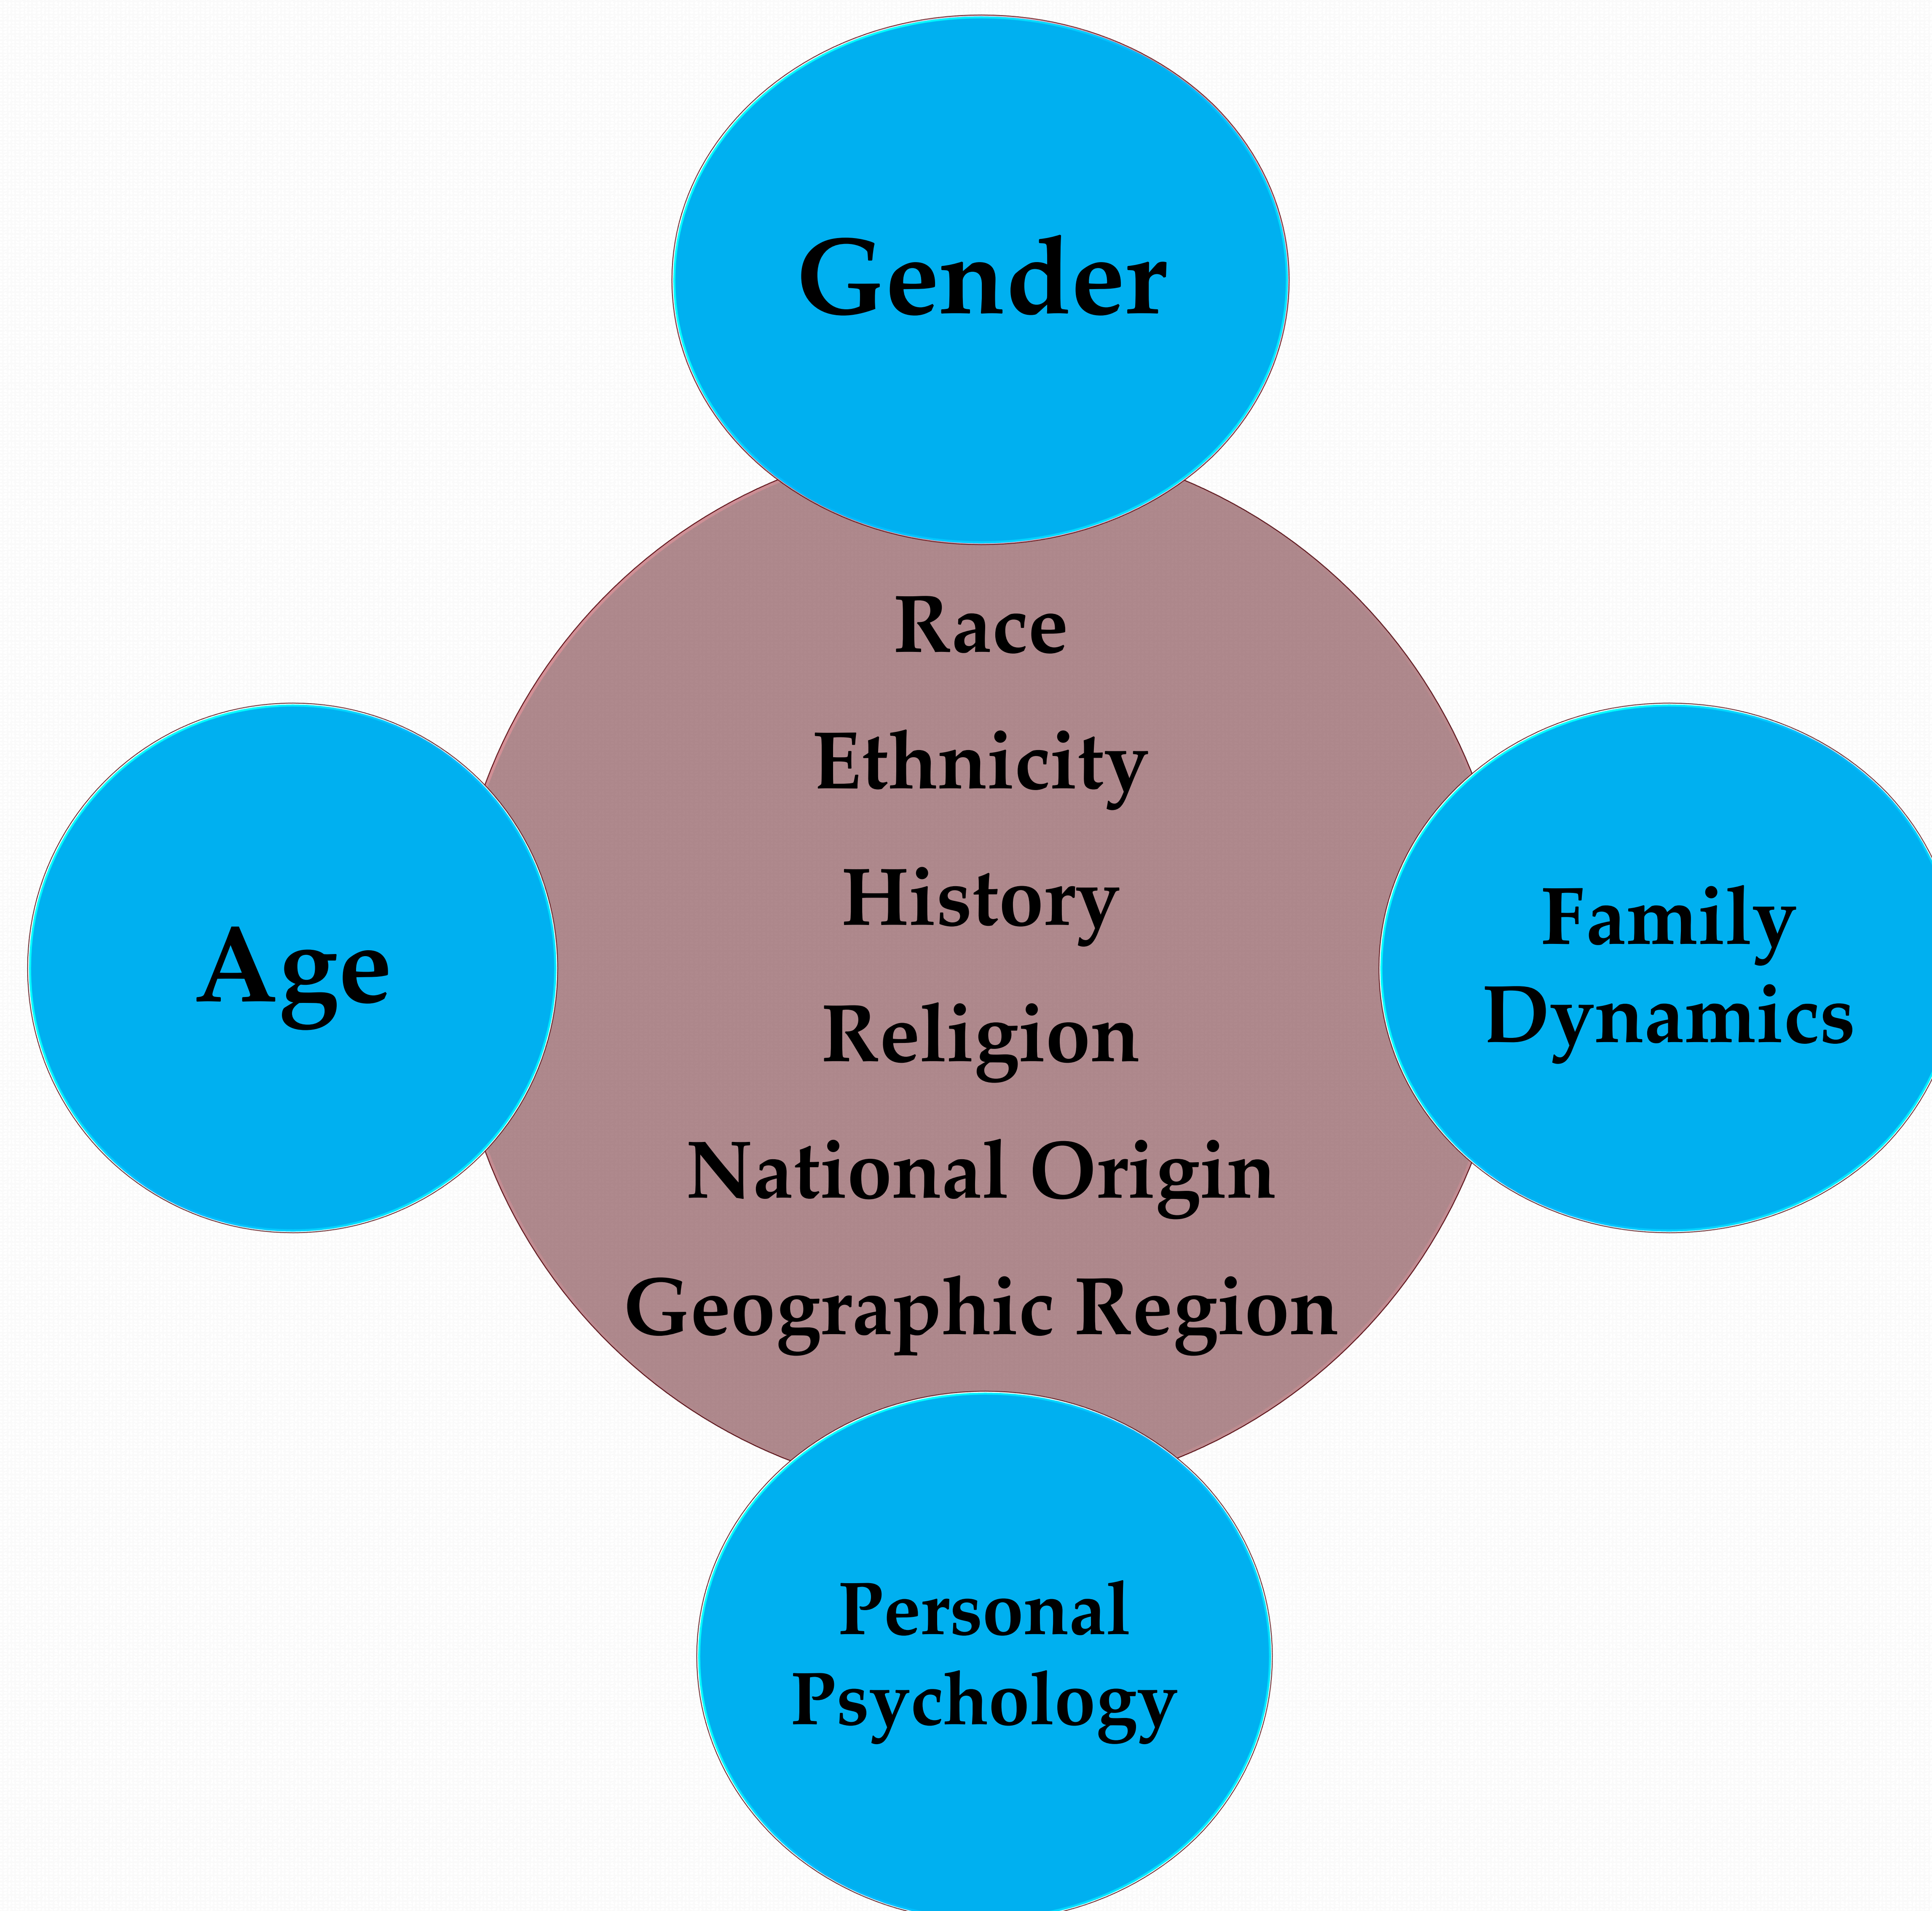 Gender
Race
Ethnicity
History
Religion
National Origin
Geographic Region
Age
Family
Dynamics
Personal
Psychology